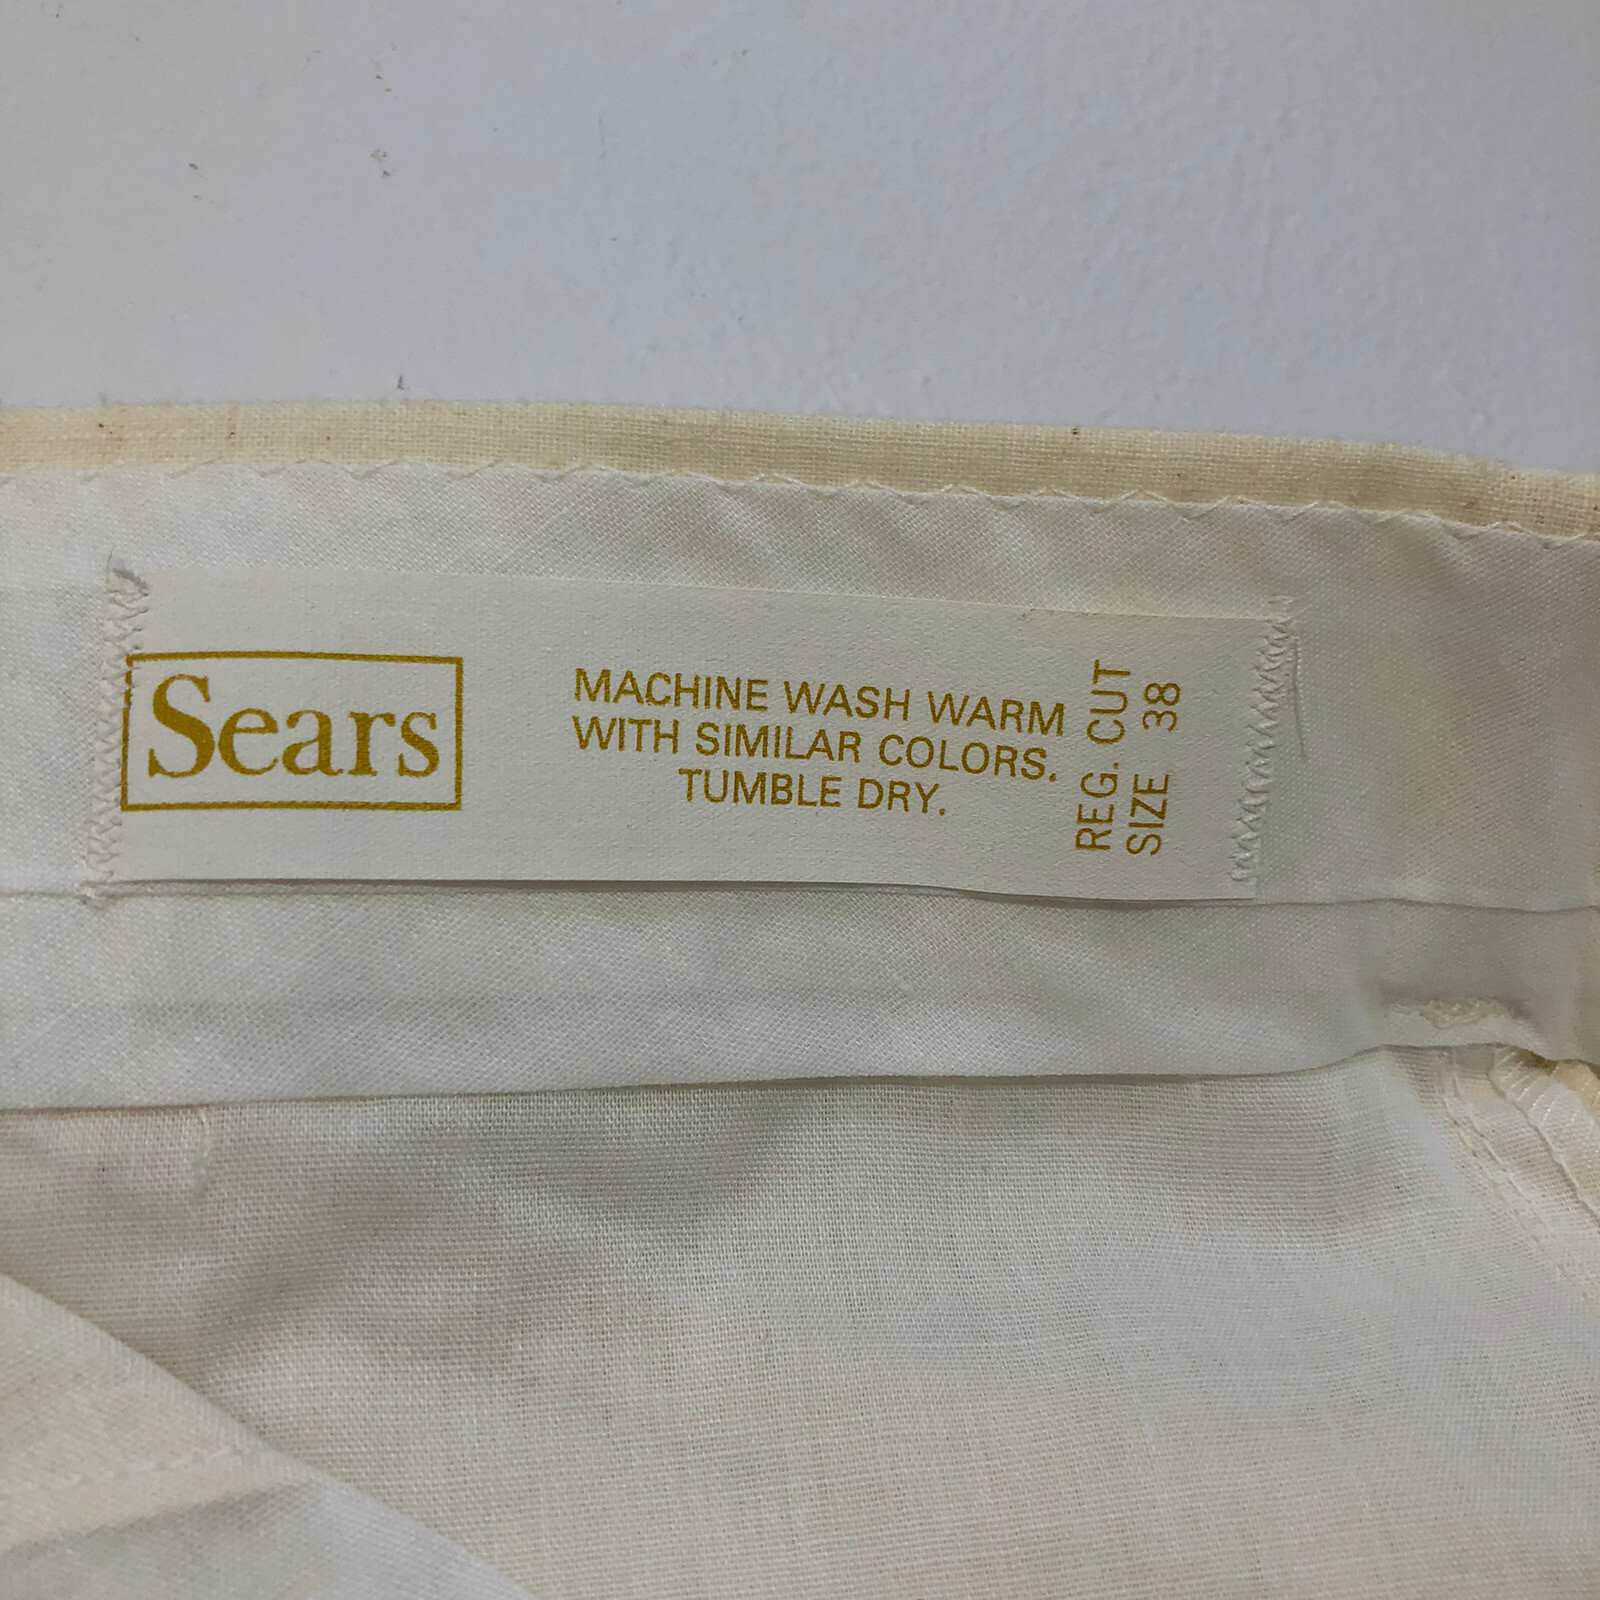 Sears
MACHINE WASH WARM
WITH SIMILAR COLORS.
TUMBLE DRY.
REG. CUT
SIZE 38